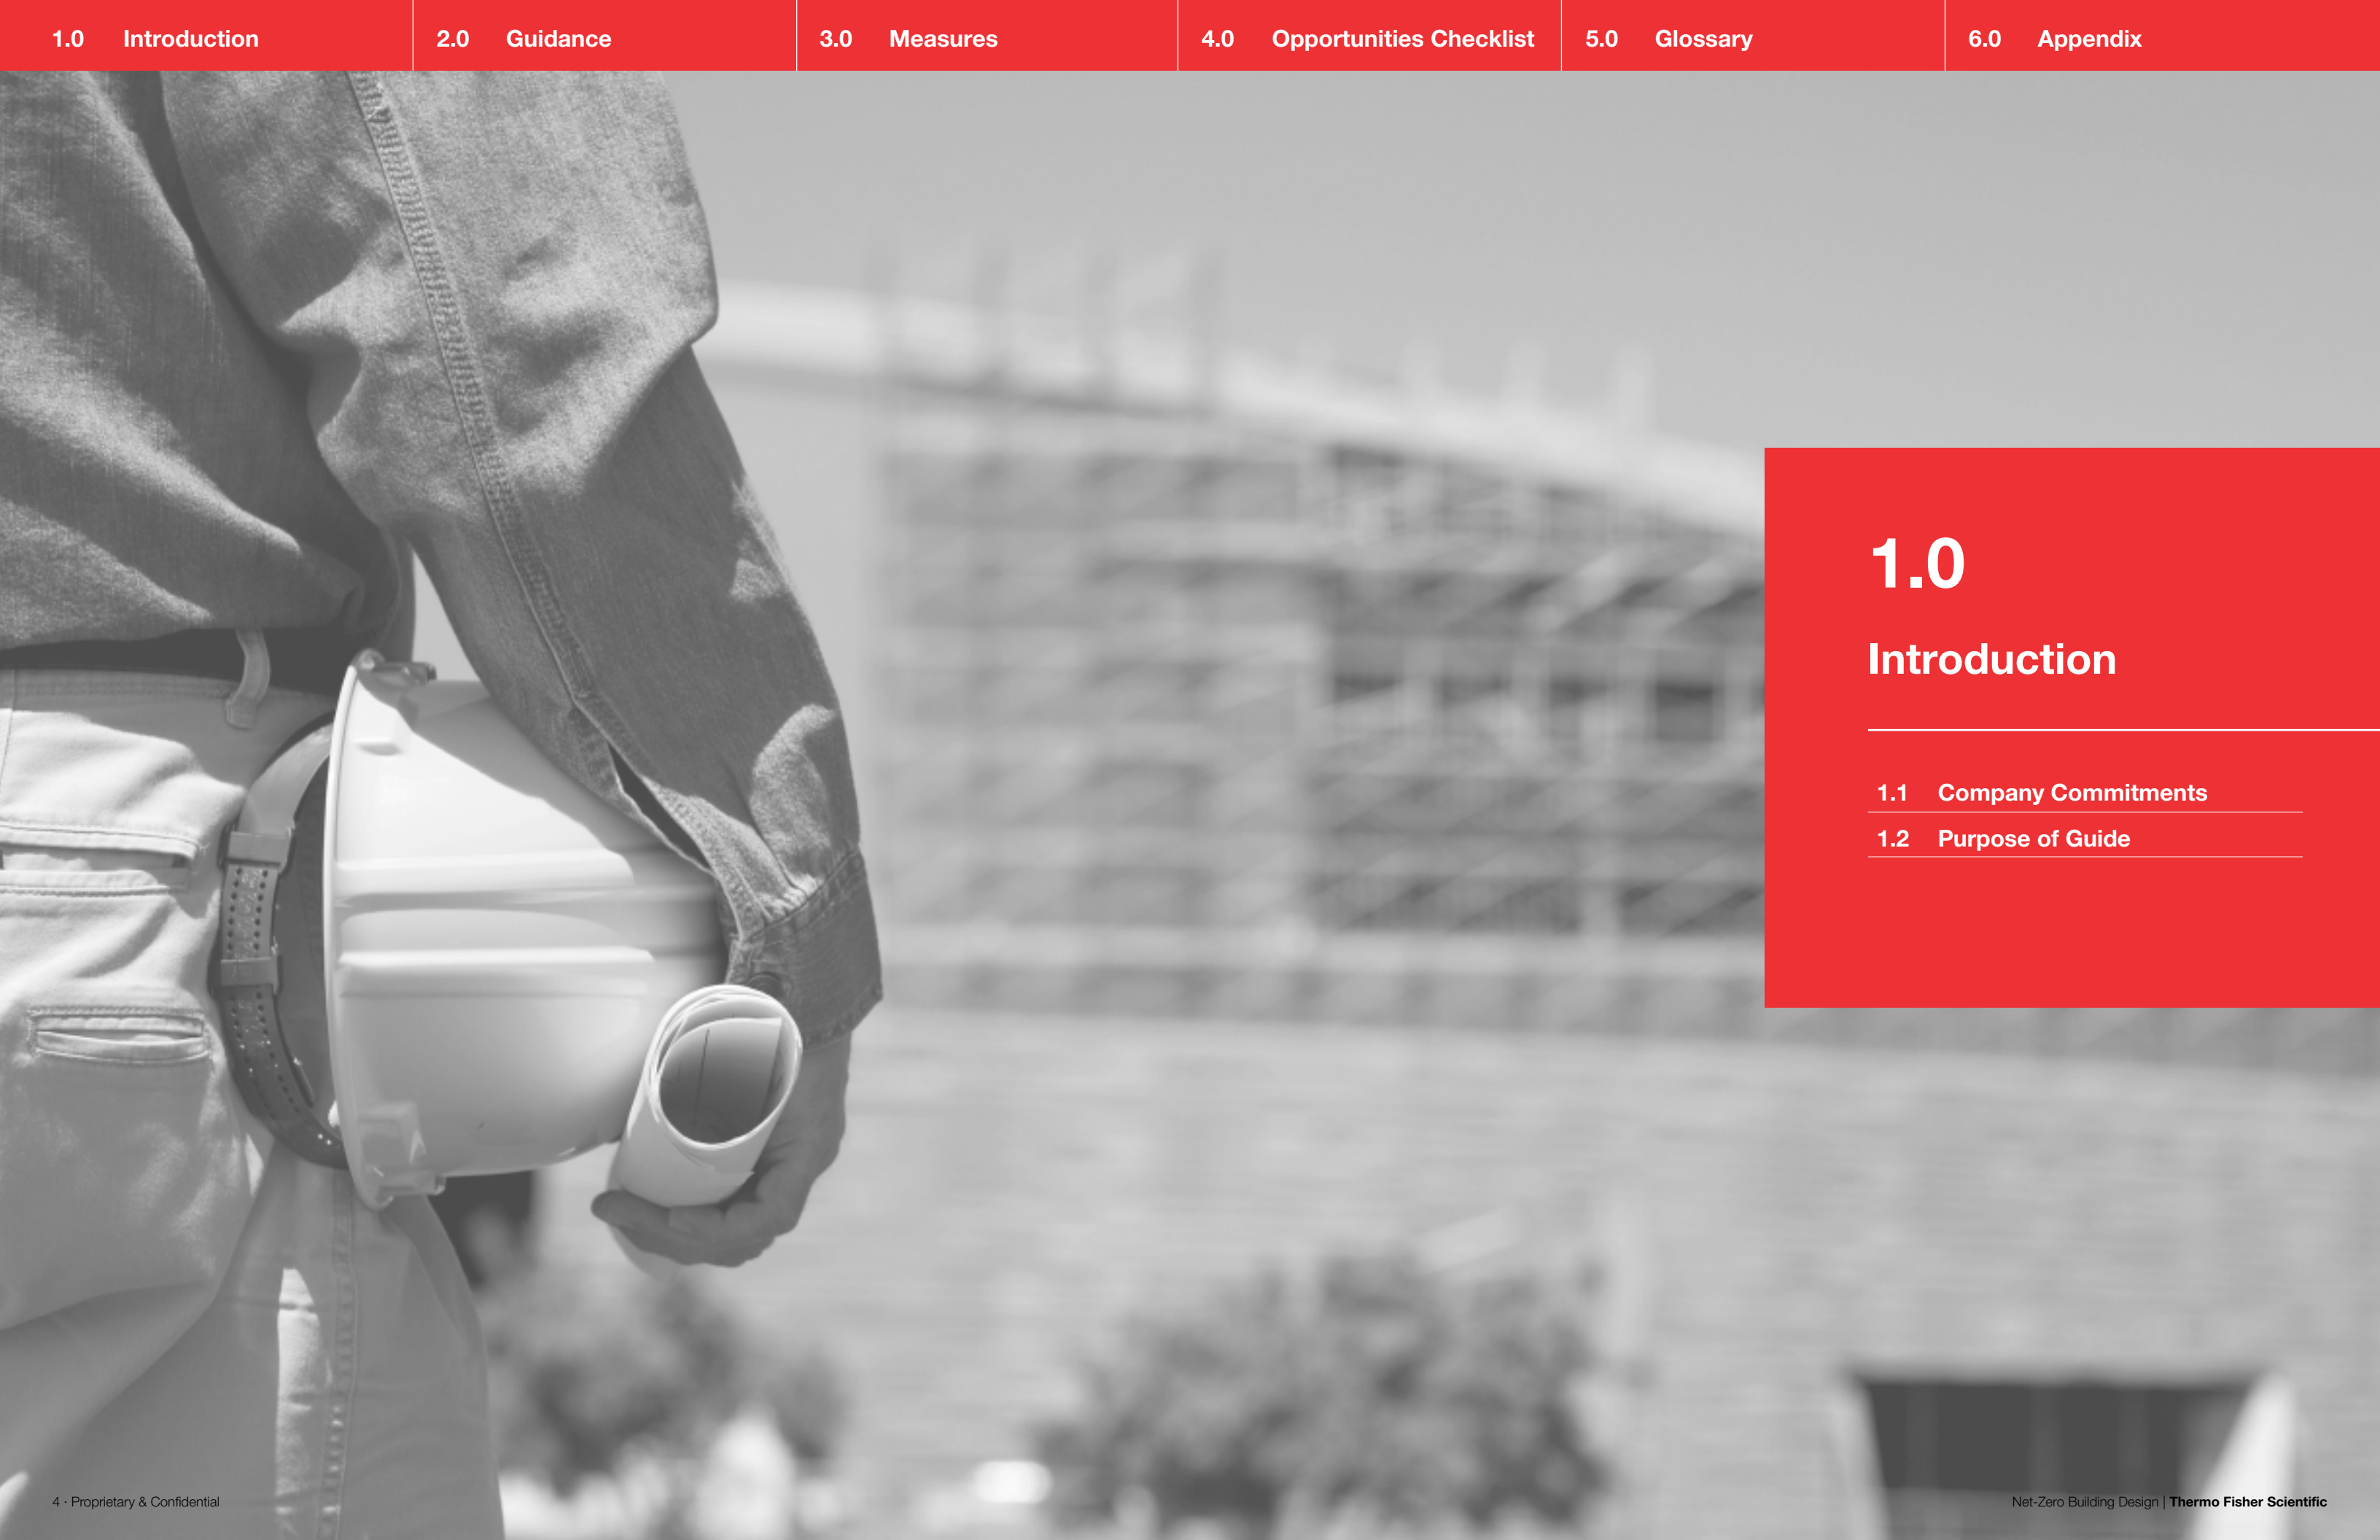 1.0 Introduction
2.0 Guidance
3.0 Measures
4.0 Opportunities Checklist
5.0 Glossary
6.0 Appendix
1.0
Introduction
1.1 Company Commitments
1.2 Purpose of Guide
4 · Proprietary & Confidential
Net-Zero Building Design | Thermo Fisher Scientific